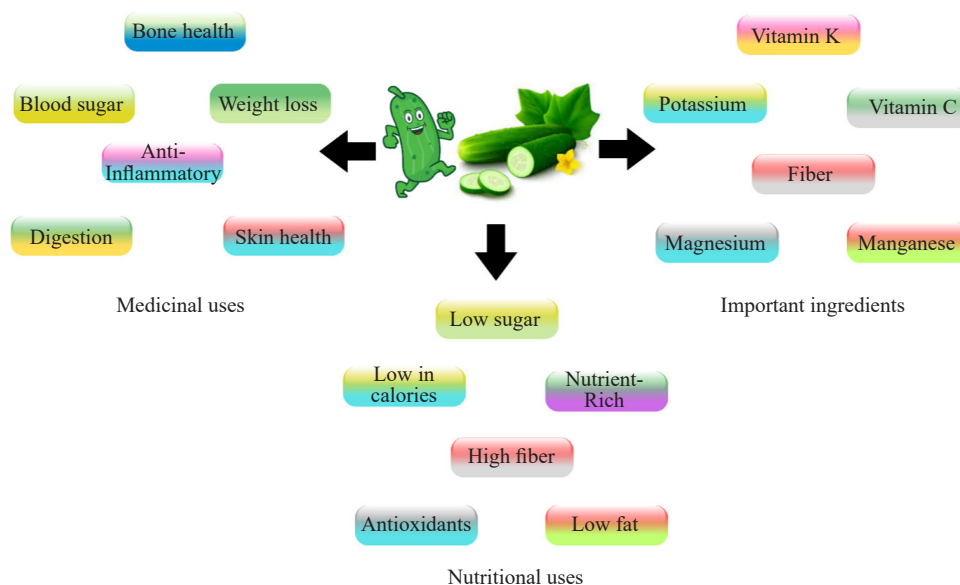 Bone health
Blood sugar
Weight loss
Anti-
Inflammatory
Digestion
Skin health
Medicinal uses
Vitamin K
Potassium
Vitamin C
Fiber
Magnesium
Manganese
Important ingredients
Low sugar
Low in
calories
Nutrient-
Rich
High fiber
Antioxidants
Low fat
Nutritional uses